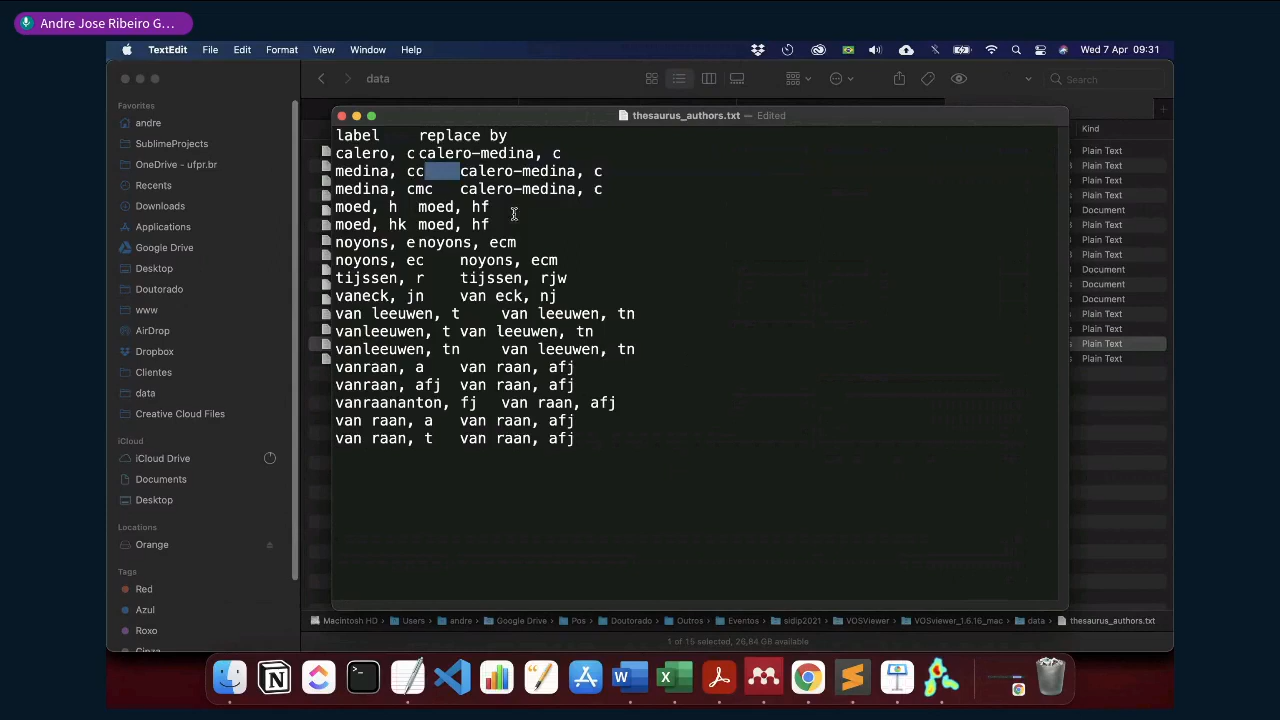 Andre Jose Ribeiro G...
TextEdit File Edit Format View Window Help
Wed 7 Apr 09:31
data
Search
Favorites
andre
SublimeProjects
OneDrive - ufpr.br
Recents
Downloads
Applications
Google Drive
Desktop
Documents
Doutorado
www
AirDrop
Dropbox
Clientes
data
Creative Cloud Files
iCloud
iCloud Drive
Documents
Desktop
Locations
Orange
Tags
Red
Azul
Roxo
Cinza
thesaurus_authors.txt — Edited
label replace by
calero, c calero-medina, c
medina, cc calero-medina, c
medina, cmc calero-medina, c
moed, h moed, hf
moed, hk moed, hf
noyons, e noyons, ecm
noyons, ec noyons, ecm
tijssen, r tijssen, rjw
vaneck, jn van eck, nj
van leeuwen, t van leeuwen, tn
vanleeuwen, t van leeuwen, tn
vanleeuwen, tn van leeuwen, tn
vanraan, a van raan, afj
vanraan, afj van raan, afj
vanraananton, fj van raan, afj
van raan, a van raan, afj
van raan, t van raan, afj
Kind
Plain Text
Plain Text
Plain Text
Plain Text
Document
Plain Text
Plain Text
Plain Text
Document
Document
Plain Text
Plain Text
Plain Text
Plain Text
Macintosh HD Users andre Google Drive Pos Doutorado Outros Eventos sidip2021 VOSViewer VOSviewer_1.6.16_mac data thesaurus_authors.txt
1 of 15 selected, 26,84 GB available